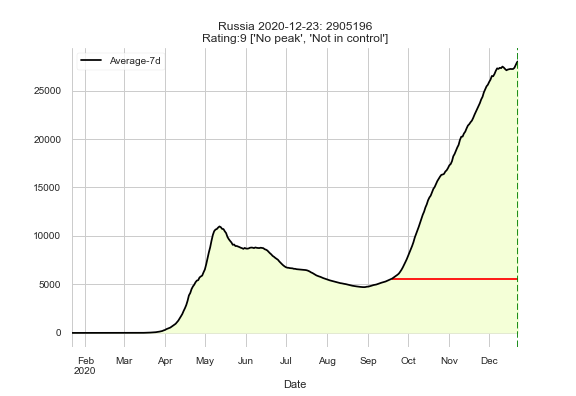 Russia 2020-12-23: 2905196
Rating:9 ['No peak', 'Not in control']
Average-7d
25000
20000
15000
10000
5000
0
Feb Mar Apr May Jun Jul Aug Sep Oct Nov Dec
2020
Date